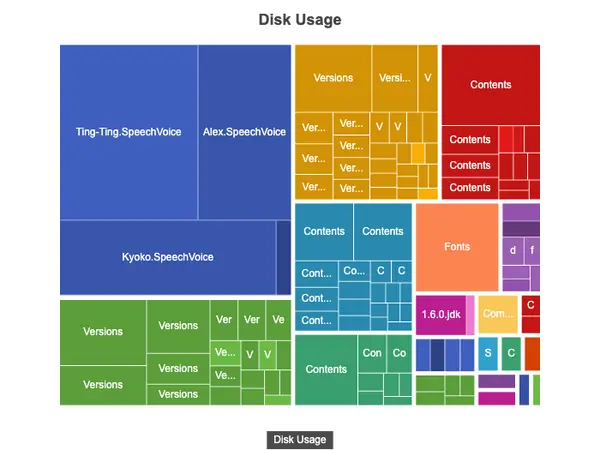 Disk Usage
Ting-Ting.SpeechVoice
Alex.SpeechVoice
Kyoko.SpeechVoice
Versions
Versi...
V
Ver...
Ver...
V
V
Ver...
Ver...
Ver...
Ver...
Contents
Contents
Contents
Contents
Contents
Contents
Cont...
Co...
C
C
Cont...
Cont...
Fonts
d
f
1.6.0.jdk
Com...
C
S
C
Versions
Versions
Versions
Versions
Versions
Ver
Ver
Ve
Ve...
V
V
Ver...
Contents
Con
Co
Disk Usage